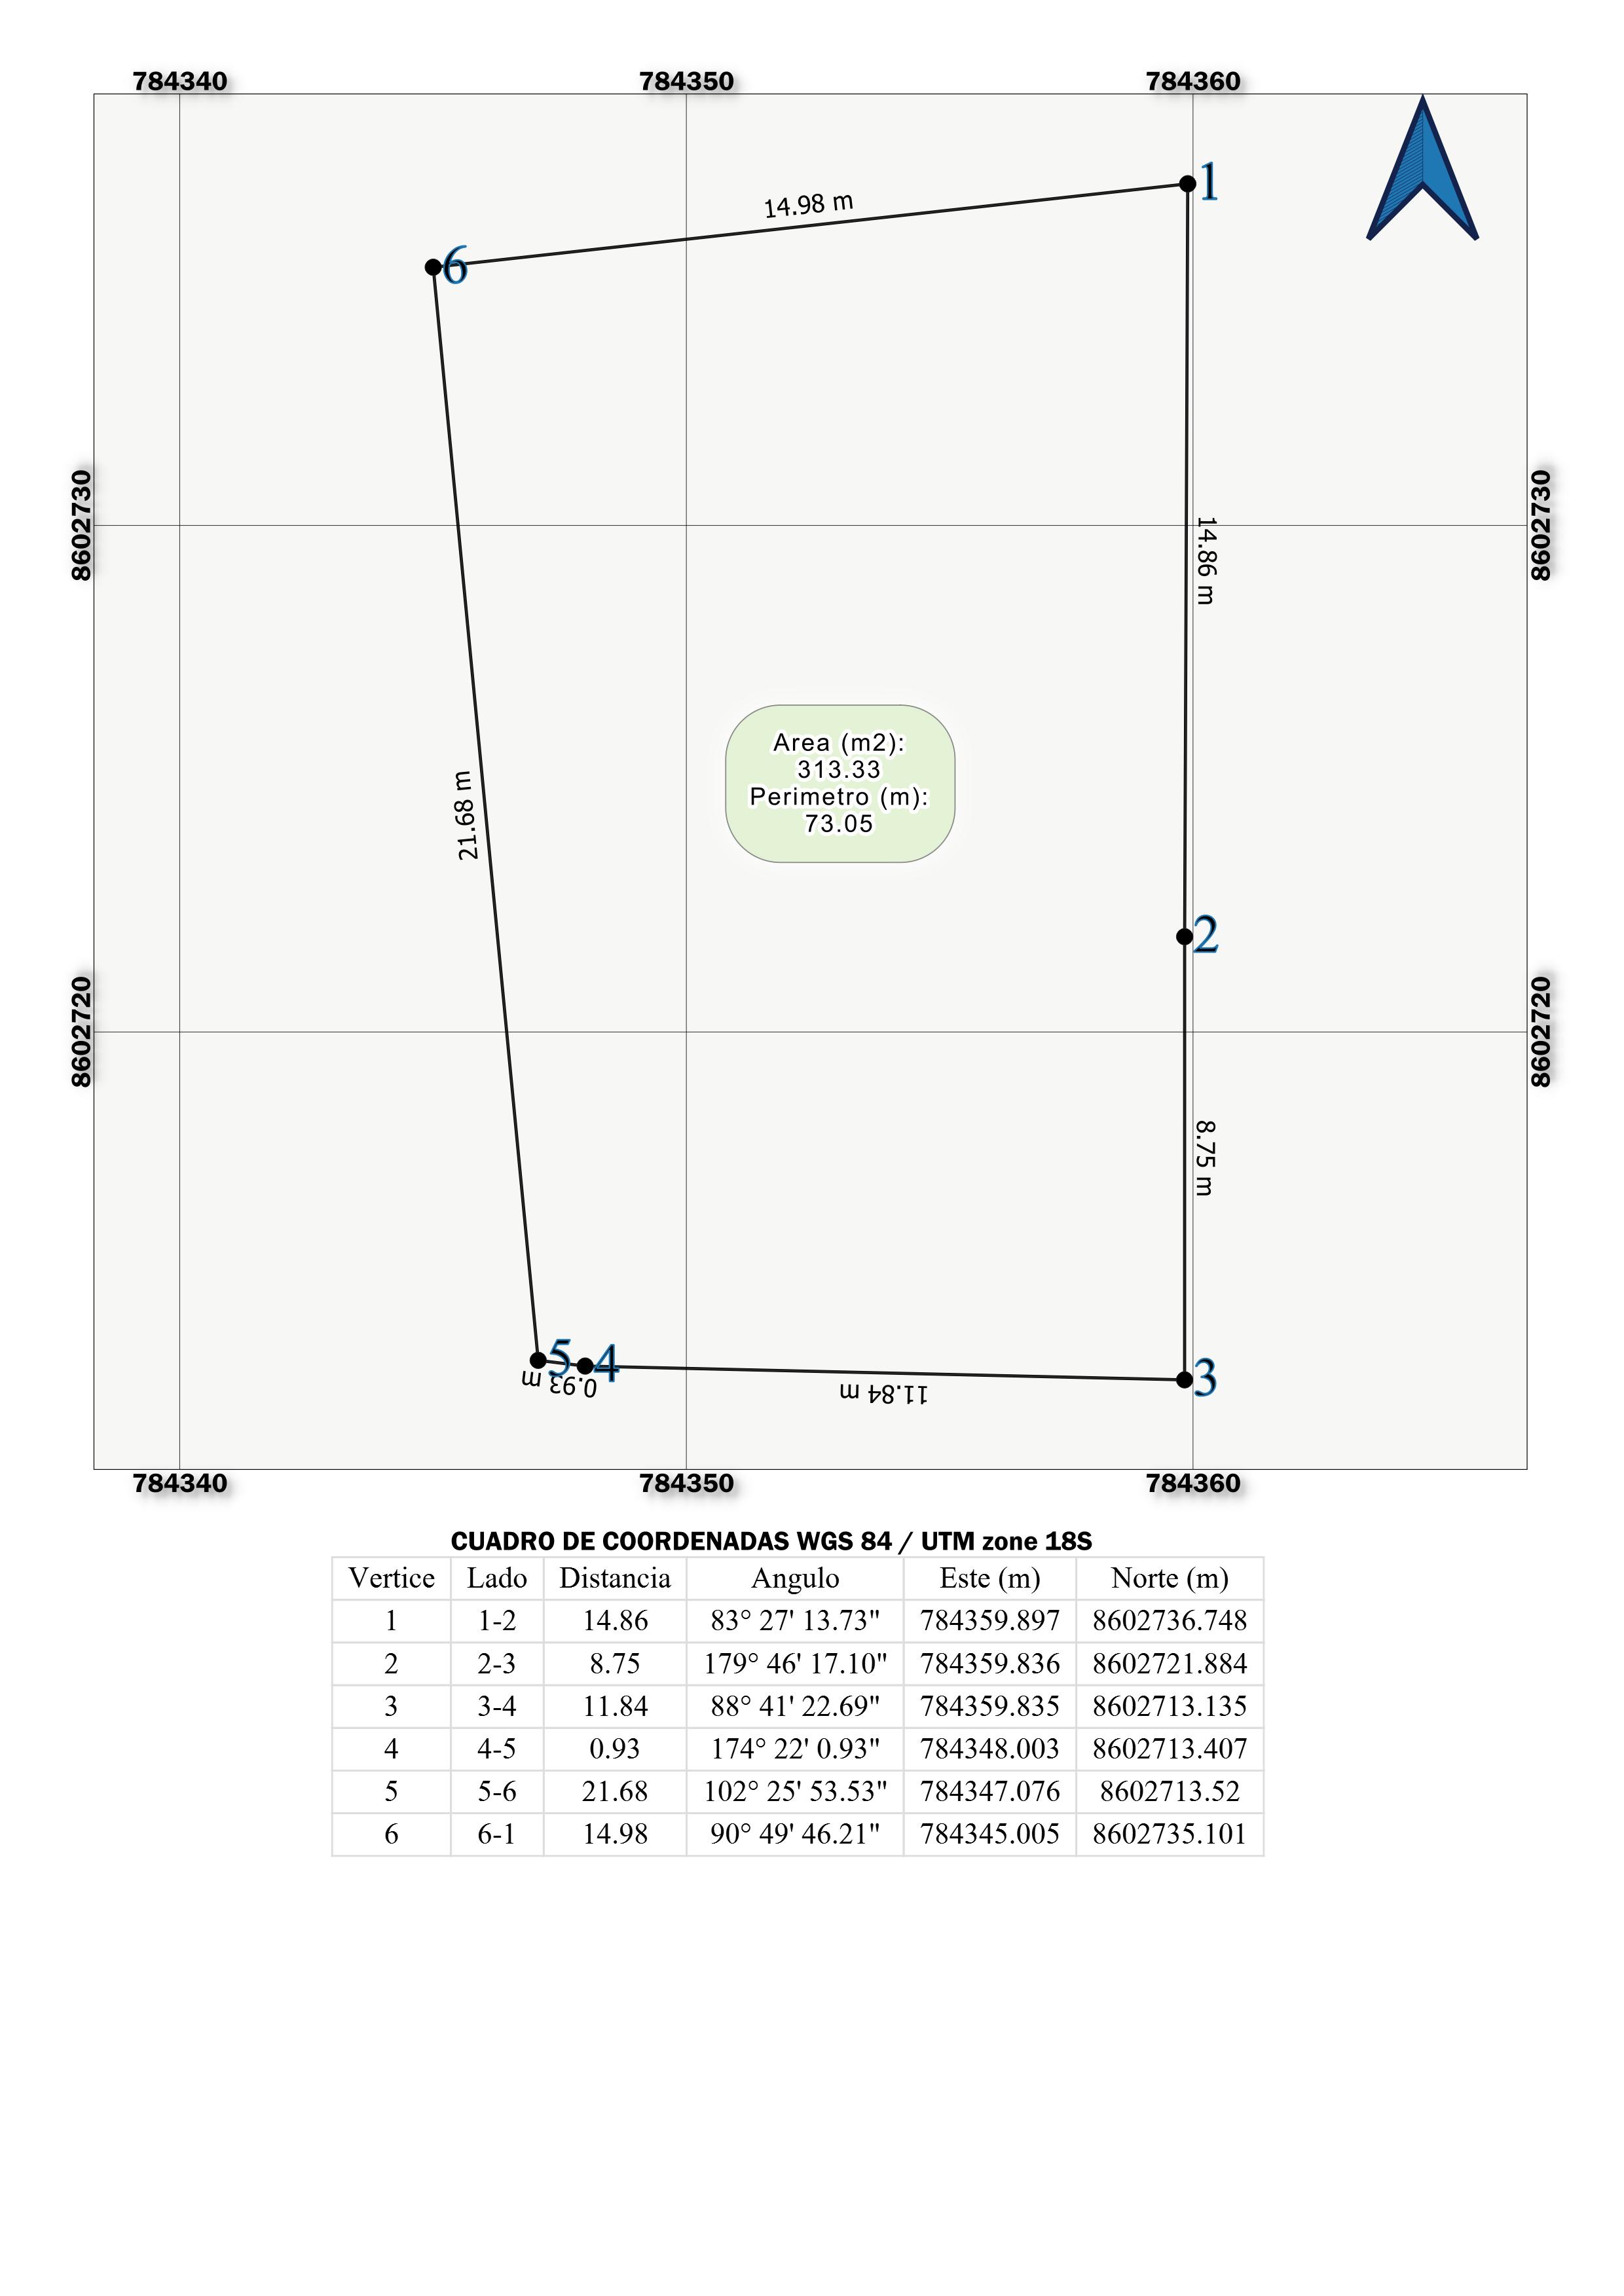 784340 784350 784360
1
14.98 m
6
8602730
8602730
14.86 m
Area (m2):
313.33
Perimetro (m):
73.05
21.68 m
2
8602720
8602720
8.75 m
5 4
3
0.93 m
11.84 m
784340 784350 784360
CUADRO DE COORDENADAS WGS 84 / UTM zone 18S
Vertice Lado Distancia Angulo Este (m) Norte (m)
1 1-2 14.86 83° 27' 13.73" 784359.897 8602736.748
2 2-3 8.75 179° 46' 17.10" 784359.836 8602721.884
3 3-4 11.84 88° 41' 22.69" 784359.835 8602713.135
4 4-5 0.93 174° 22' 0.93" 784348.003 8602713.407
5 5-6 21.68 102° 25' 53.53" 784347.076 8602713.52
6 6-1 14.98 90° 49' 46.21" 784345.005 8602735.101